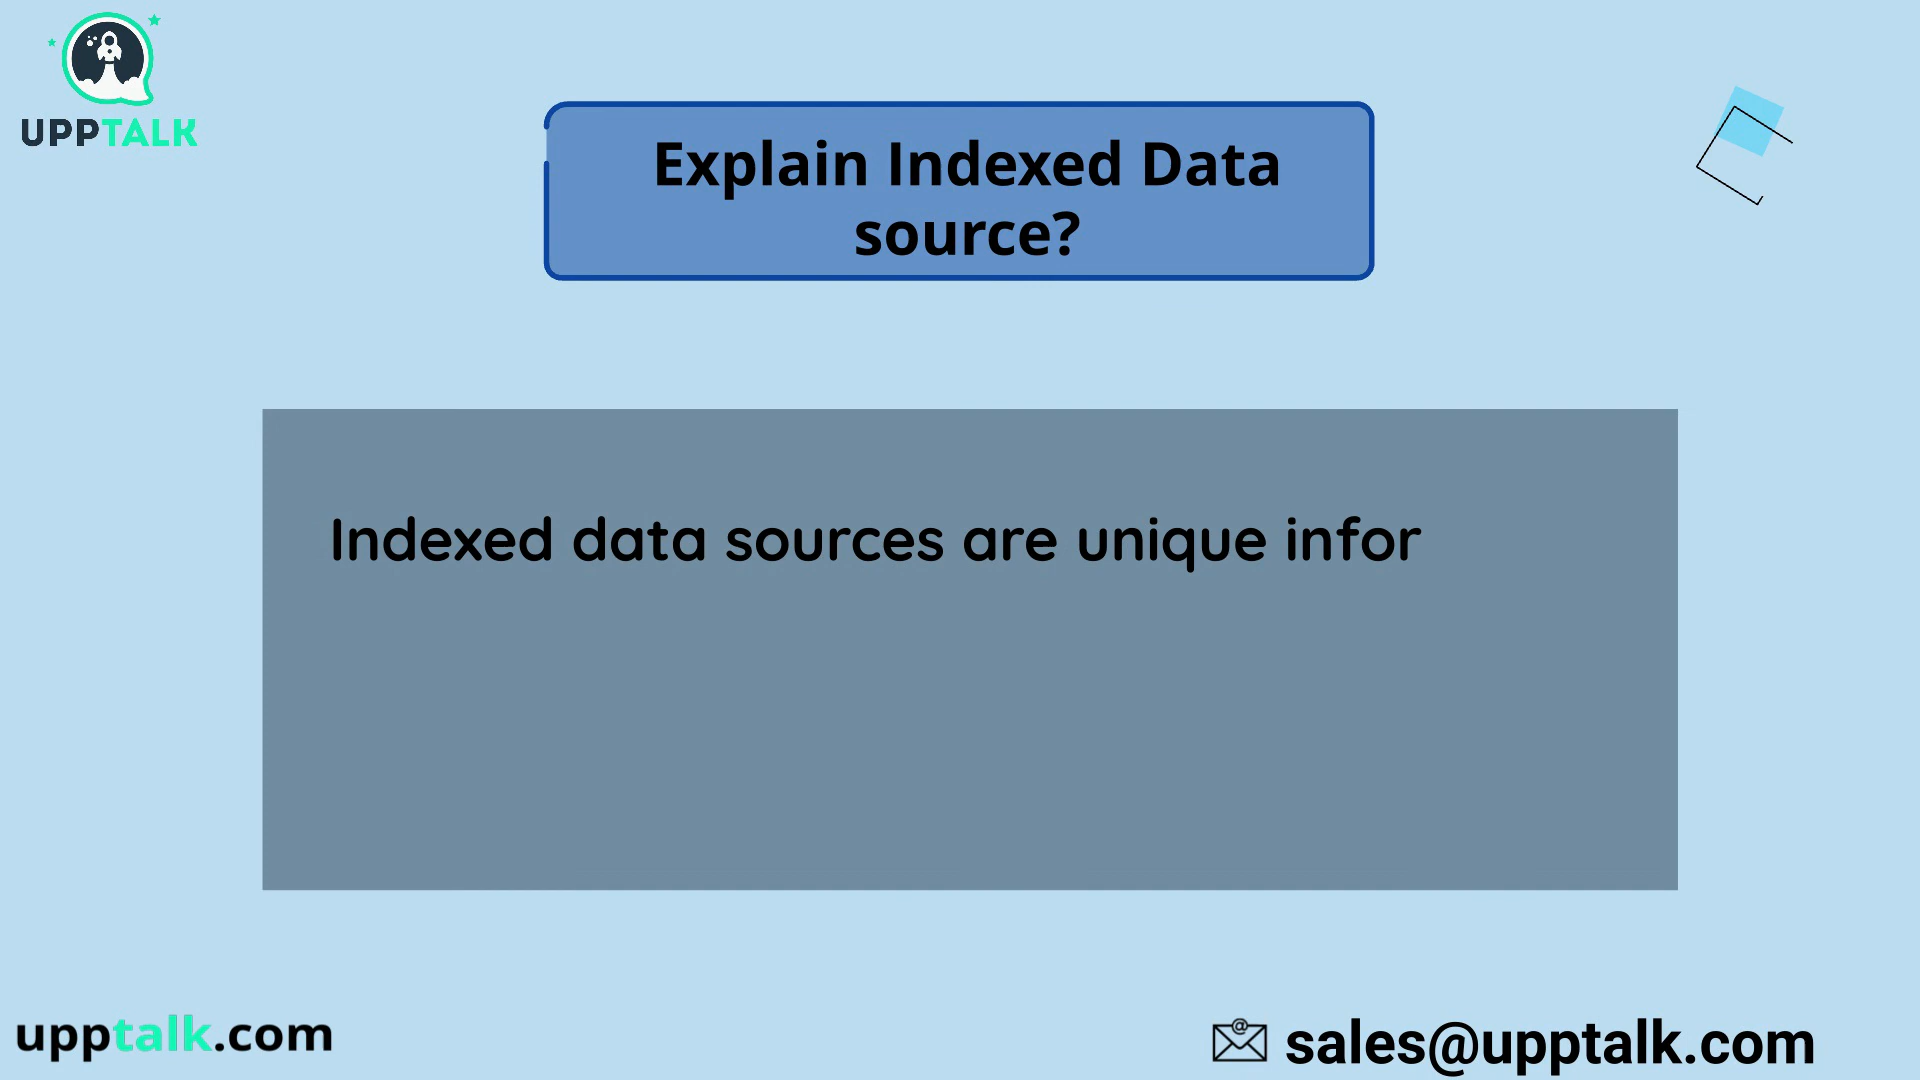 UPPTALK
Explain Indexed Data
source?
Indexed data sources are unique infor
upptalk.com
sales@upptalk.com